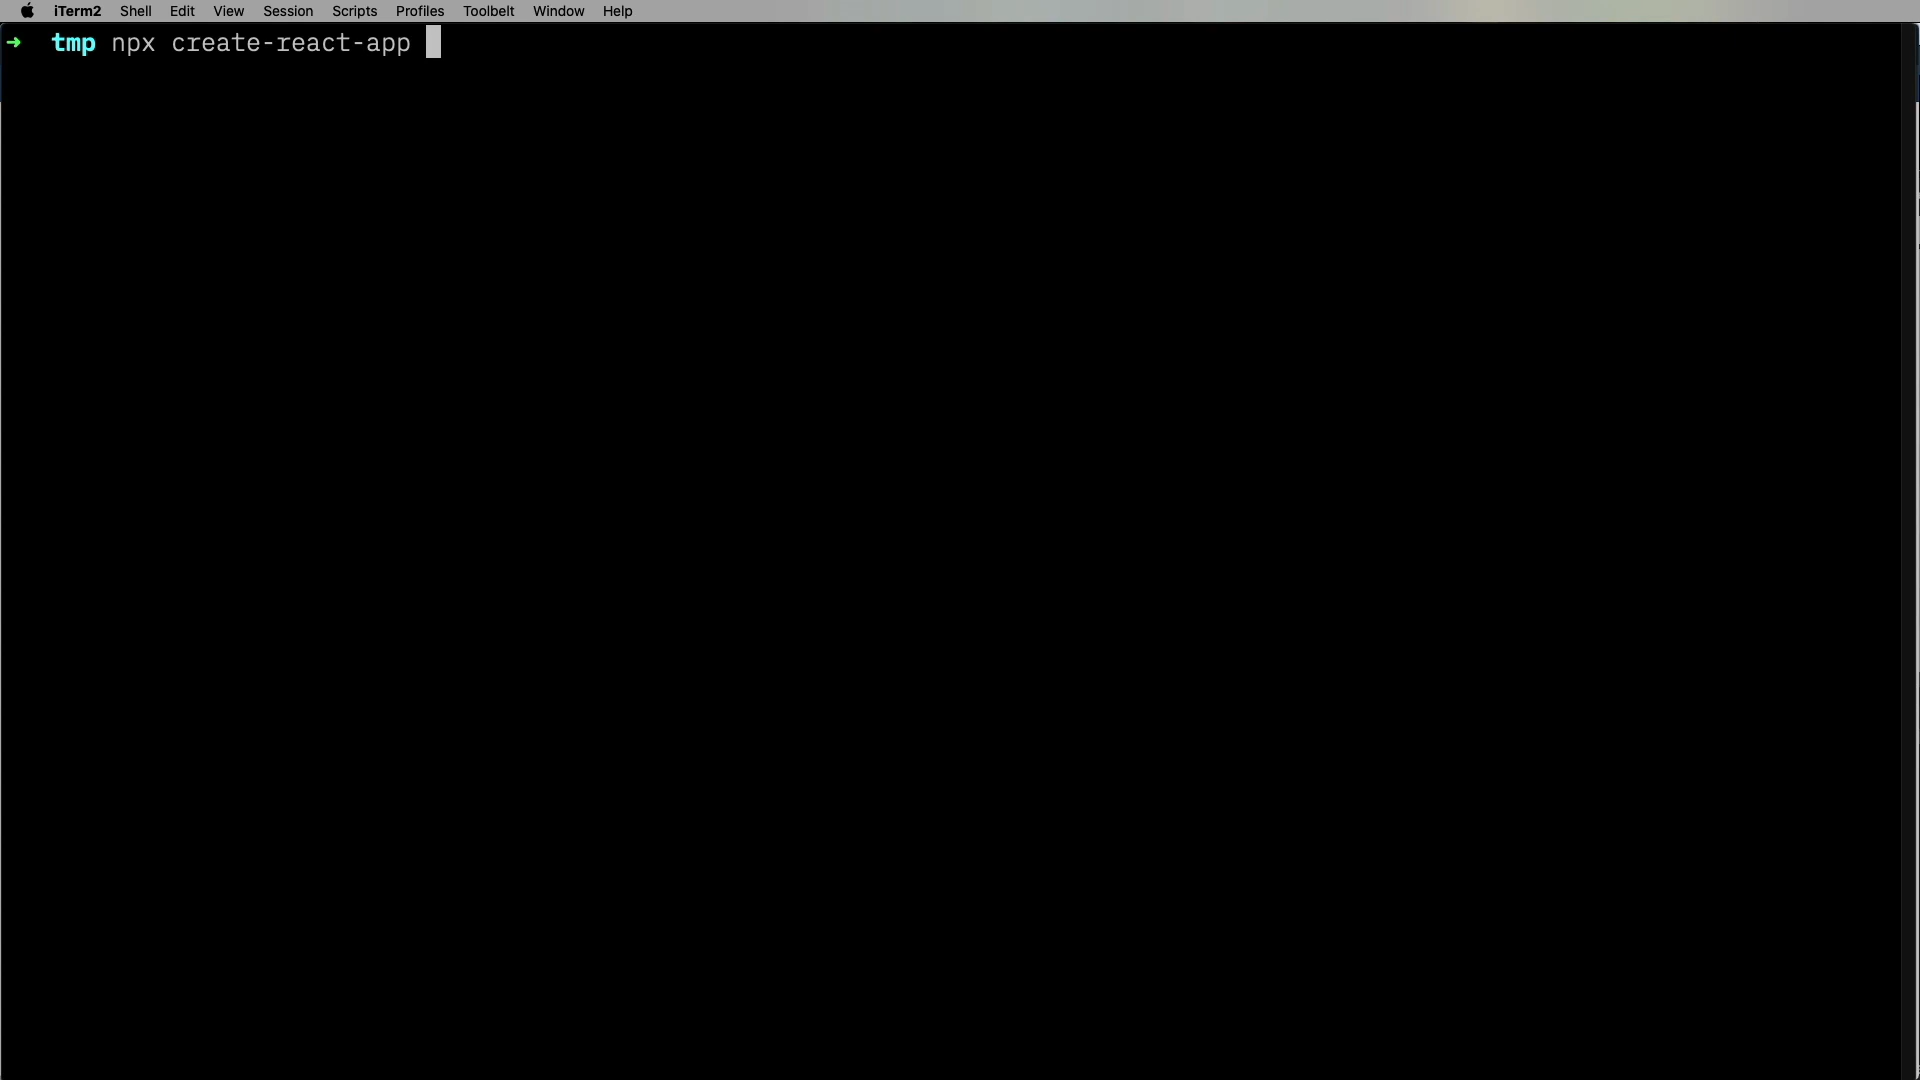 iTerm2 Shell Edit View Session Scripts Profiles Toolbelt Window Help
➜ tmp npx create-react-app